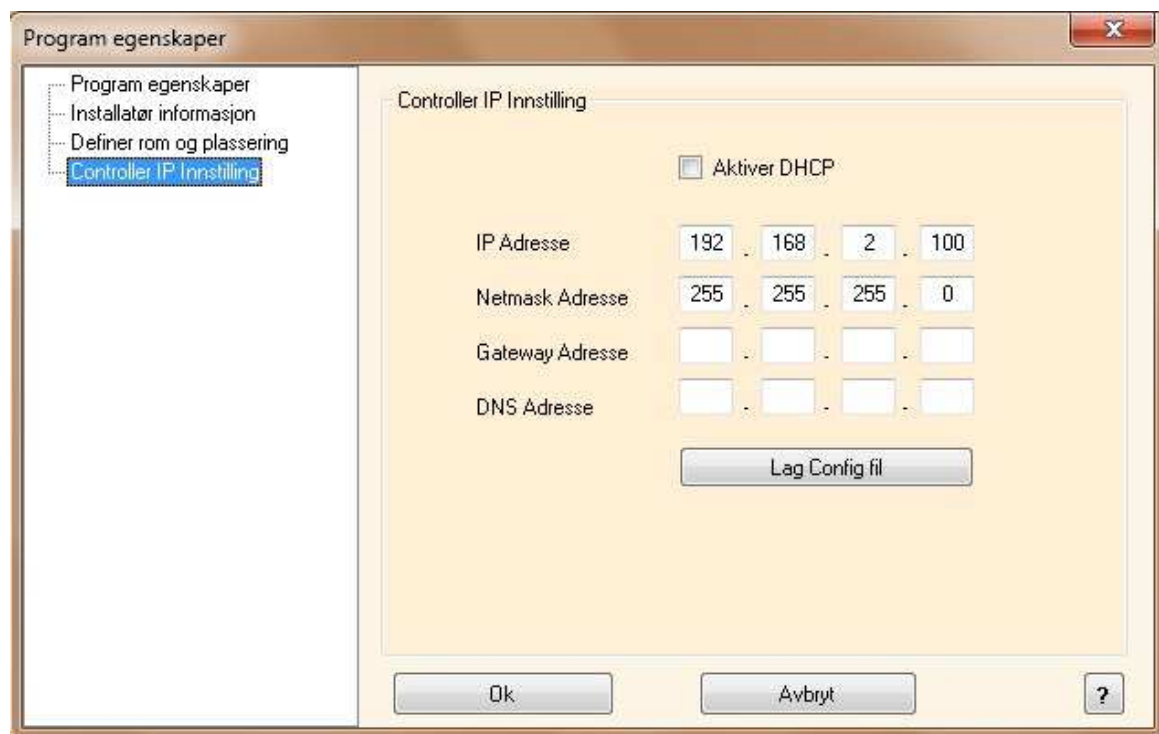 Program egenskaper
Program egenskaper
Installatør informasjon
Definer rom og plassering
Controller IP Innstilling
Controller IP Innstilling
Aktiver DHCP
IP Adresse 192 . 168 . 2 . 100
Netmask Adresse 255 . 255 . 255 . 0
Gateway Adresse . . .
DNS Adresse . . .
Lag Config fil
Ok Avbryt ?